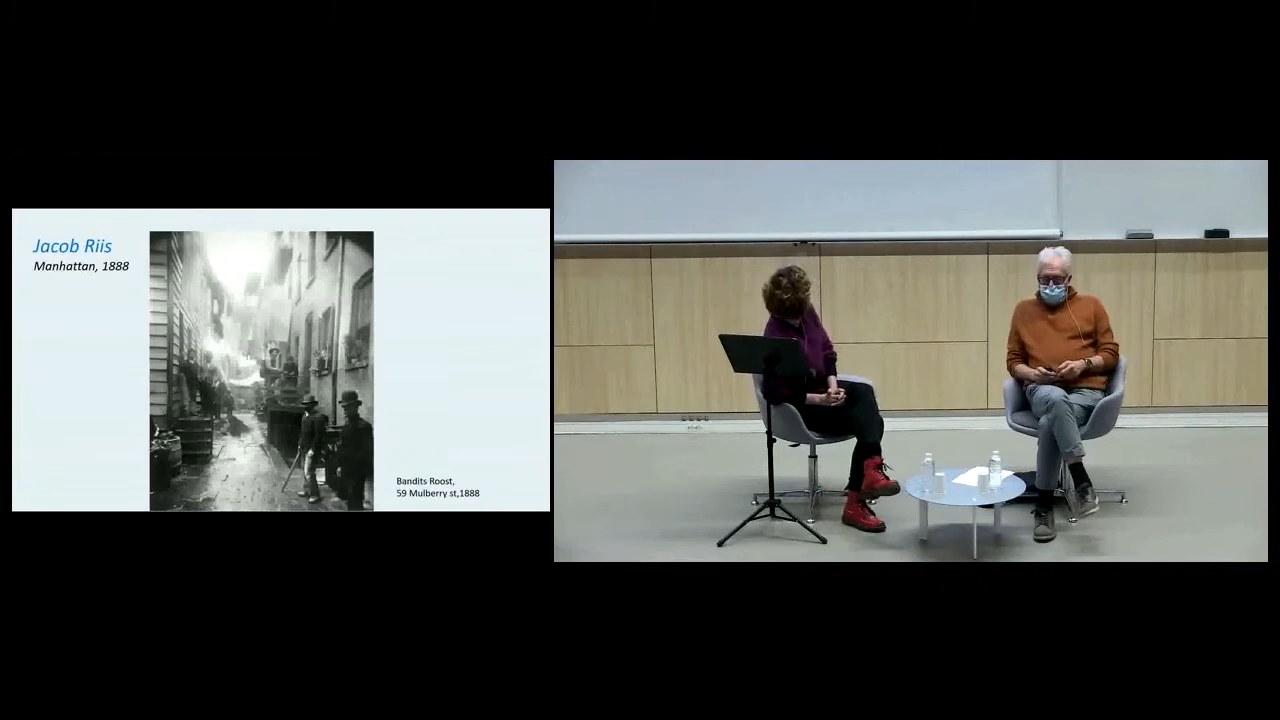 Jacob Riis
Manhattan, 1888
Bandits Roost,
59 Mulberry st,1888